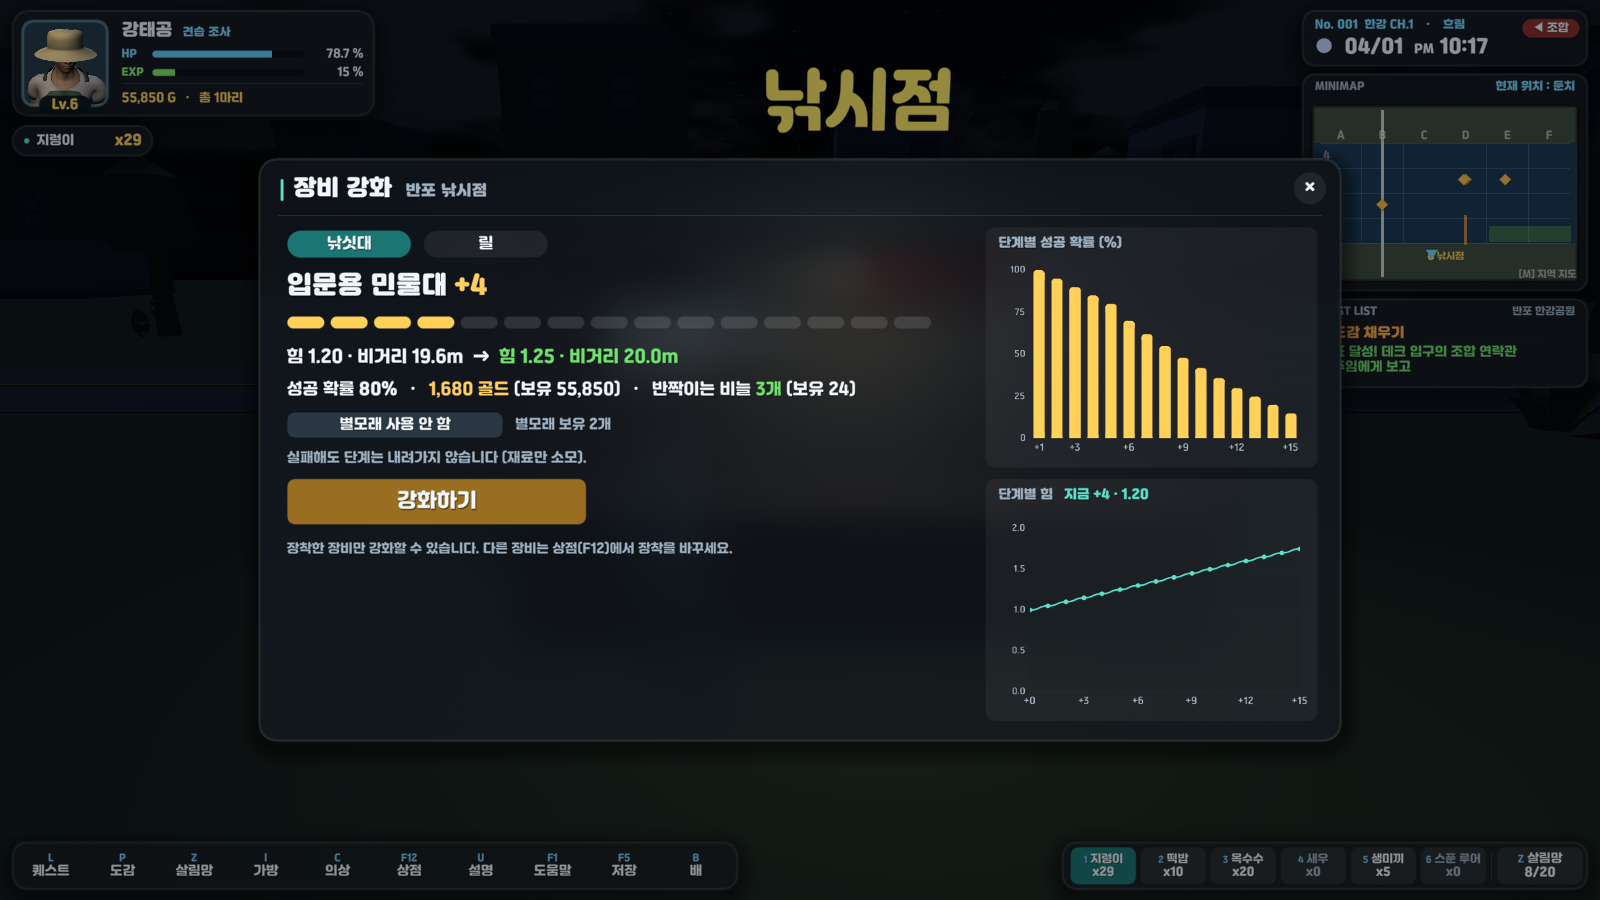 강태공 견습 조사
HP 78.7 %
EXP 15 %
Lv.6
55,850 G · 총 1마리
지렁이 x29
낚시점
No. 001 한강 CH.1 · 흐림
◀ 조합
04/01 PM 10:17
MINIMAP 현재 위치 : 둔치
A B C D E F
4
낚시점
[M] 지역 지도
ST LIST 반포 한강공원
도감 채우기
달성! 데크 입구의 조합 연락관
임에게 보고
장비 강화 반포 낚시점
×
낚싯대 릴
입문용 민물대 +4
힘 1.20 · 비거리 19.6m → 힘 1.25 · 비거리 20.0m
성공 확률 80% · 1,680 골드 (보유 55,850) · 반짝이는 비늘 3개 (보유 24)
별모래 사용 안 함 별모래 보유 2개
실패해도 단계는 내려가지 않습니다 (재료만 소모).
강화하기
장착한 장비만 강화할 수 있습니다. 다른 장비는 상점(F12)에서 장착을 바꾸세요.
단계별 성공 확률 (%)
100
75
50
25
0
+1 +3 +6 +9 +12 +15
단계별 힘 지금 +4 · 1.20
2.0
1.5
1.0
0.5
0.0
+0 +3 +6 +9 +12 +15
L P Z I C F12 U F1 F5 B
퀘스트 도감 살림망 가방 의상 상점 설명 도움말 저장 배
1 지렁이 2 떡밥 3 옥수수 4 새우 5 생미끼 6 스푼 루어 Z 살림망
x29 x10 x20 x0 x5 x0 8/20